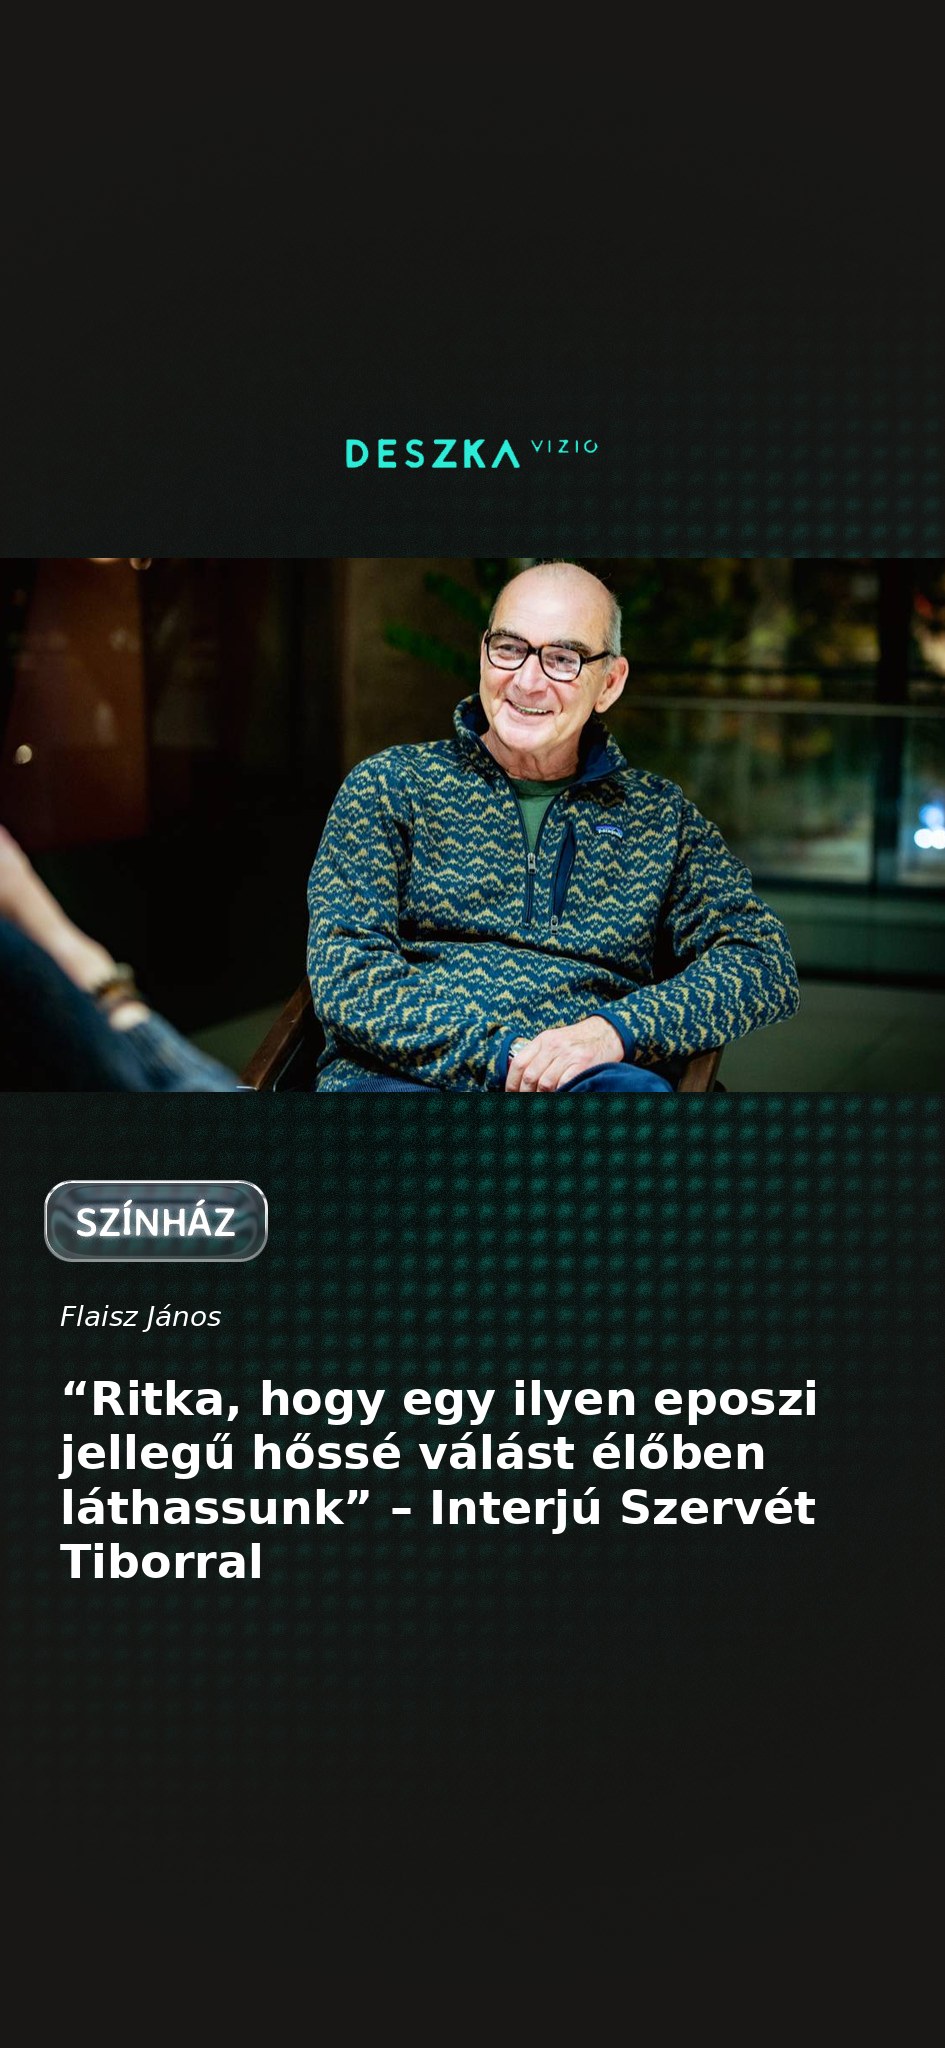 DESZKA VIZIO
SZÍNHÁZ
Flaisz János
“Ritka, hogy egy ilyen eposzi
jellegű hőssé válást élőben
láthassunk” – Interjú Szervét
Tiborral